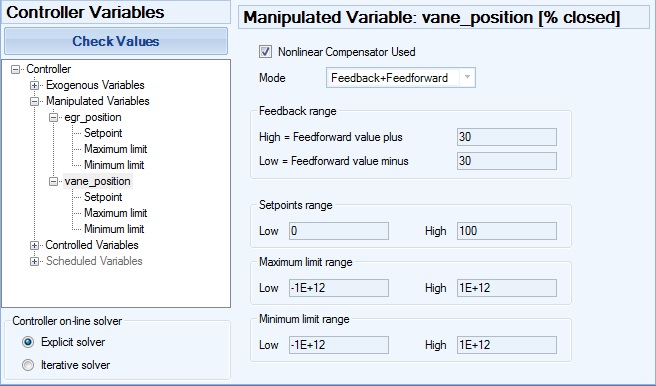 Controller Variables
Check Values
Controller
Exogenous Variables
Manipulated Variables
egr_position
Setpoint
Maximum limit
Minimum limit
vane_position
Setpoint
Maximum limit
Minimum limit
Controlled Variables
Scheduled Variables
Controller on-line solver
Explicit solver
Iterative solver
Manipulated Variable: vane_position [% closed]
Nonlinear Compensator Used
Mode Feedback+Feedforward
Feedback range
High = Feedforward value plus 30
Low = Feedforward value minus 30
Setpoints range
Low 0 High 100
Maximum limit range
Low -1E+12 High 1E+12
Minimum limit range
Low -1E+12 High 1E+12